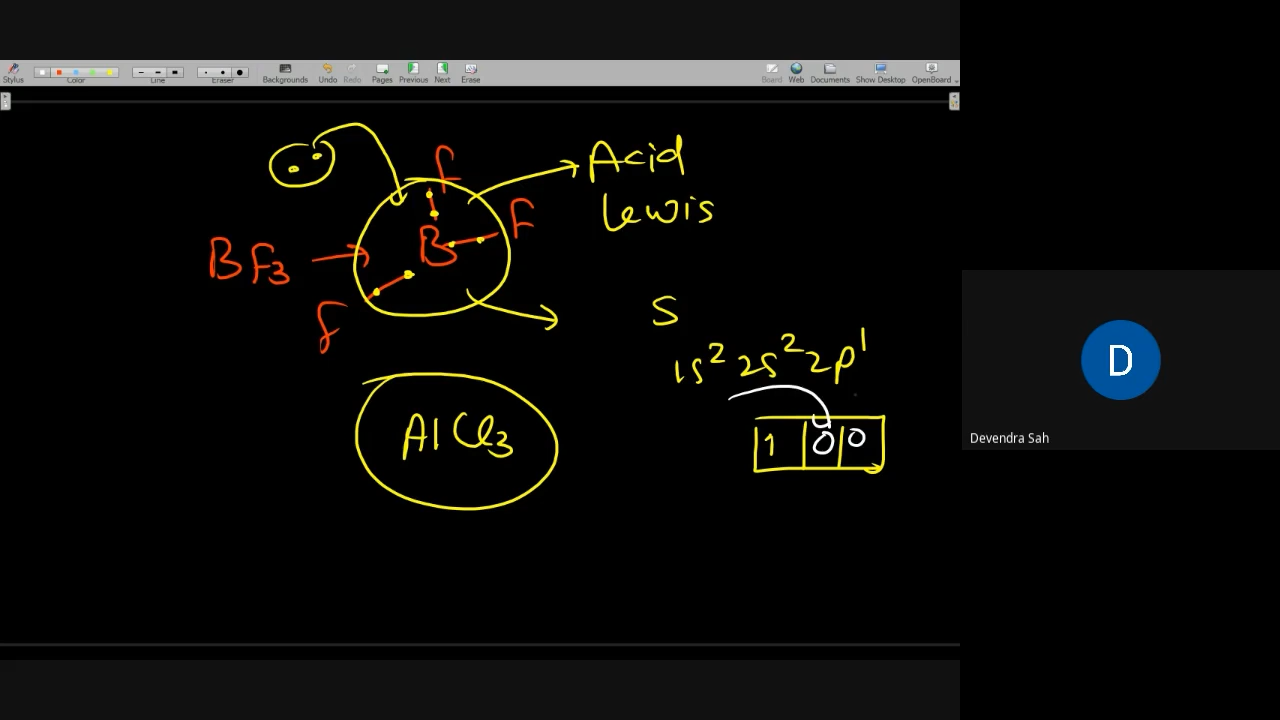 Stylus Color Line Eraser Backgrounds Undo Redo Pages Previous Next Erase Board Web Documents Show Desktop OpenBoard
f
Acid
F
Lewis
B
BF3
f
S
1s² 2s² 2p¹
AlCl3
1 0 0
D
Devendra Sah